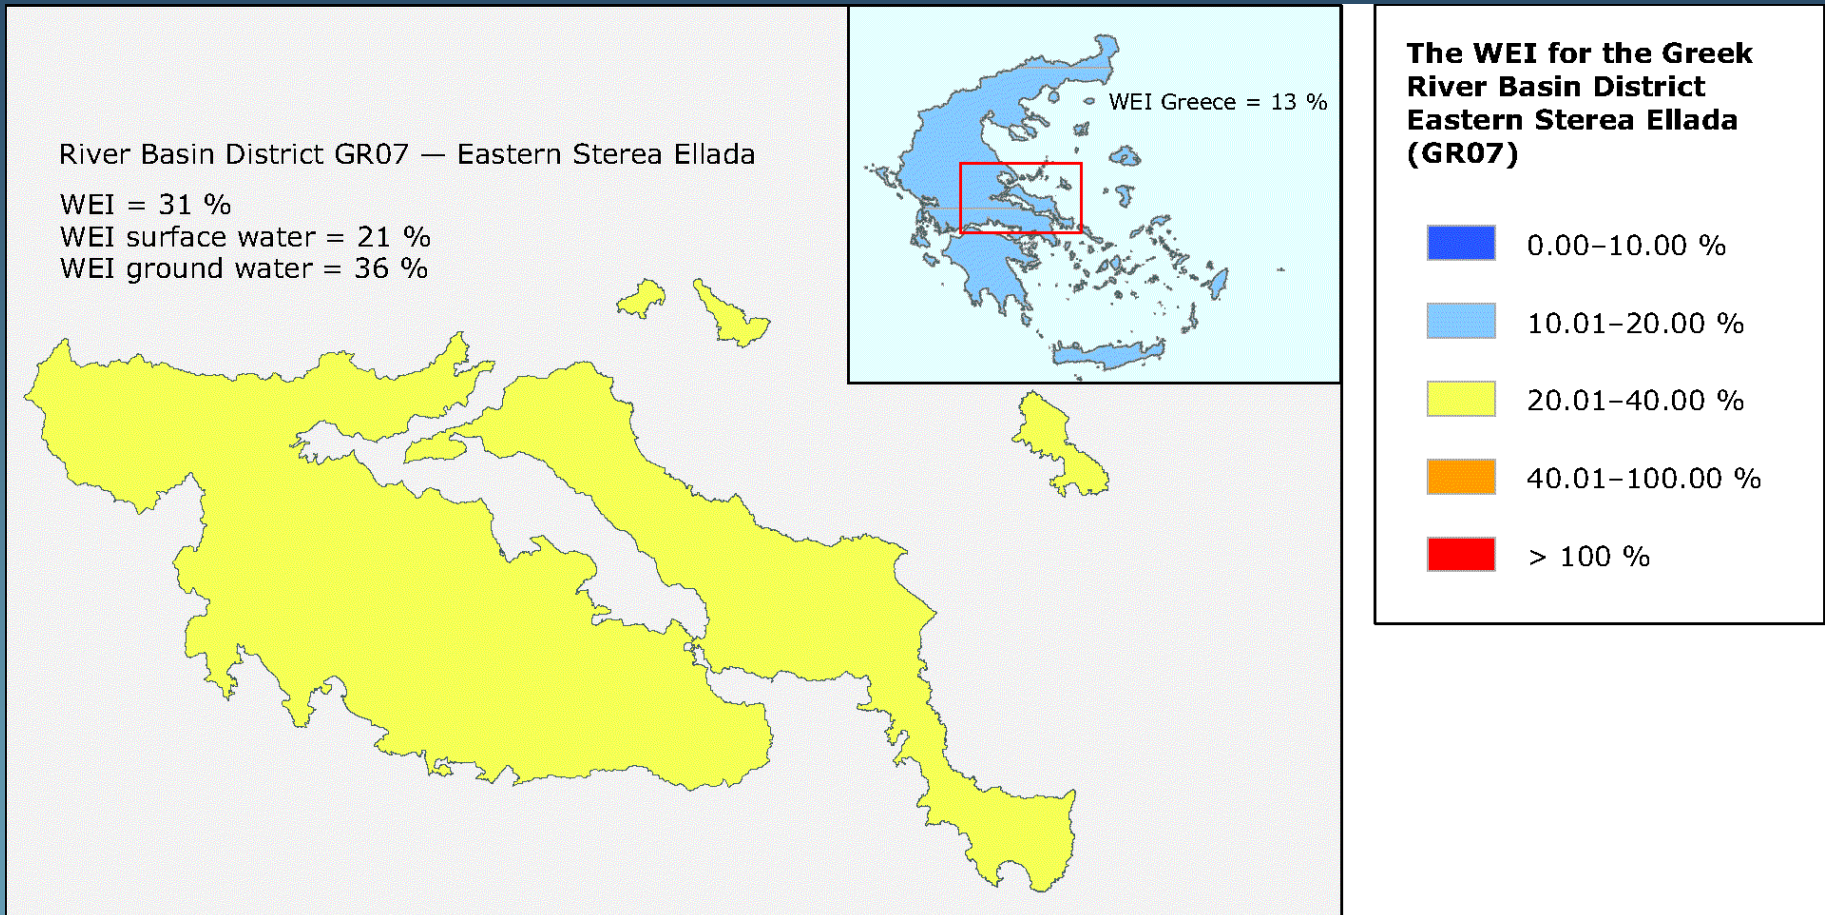 River Basin District GR07 — Eastern Sterea Ellada
WEI = 31 %
WEI surface water = 21 %
WEI ground water = 36 %
WEI Greece = 13 %
The WEI for the Greek
River Basin District
Eastern Sterea Ellada
(GR07)
0.00–10.00 %
10.01–20.00 %
20.01–40.00 %
40.01–100.00 %
> 100 %